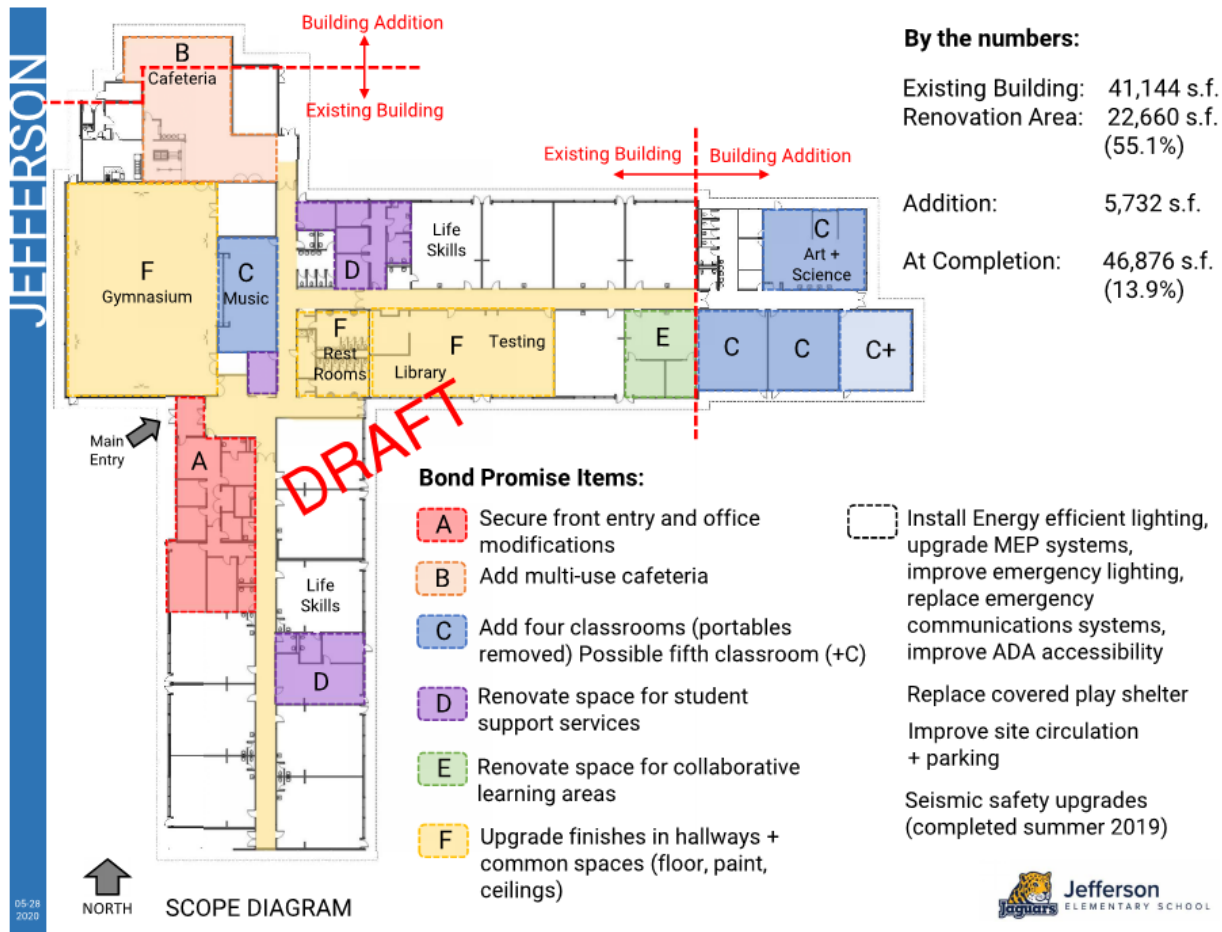 JEFFERSON
05-28
2020
Building Addition
Existing Building
B
Cafeteria
Existing Building
Building Addition
F
Gymnasium
C
Music
D
Life
Skills
C
Art +
Science
F
Rest
Rooms
F
Testing
Library
E
C
C
C+
Main
Entry
A
DRAFT
Life
Skills
D
NORTH
SCOPE DIAGRAM
By the numbers:
Existing Building: 41,144 s.f.
Renovation Area: 22,660 s.f.
(55.1%)
Addition: 5,732 s.f.
At Completion: 46,876 s.f.
(13.9%)
Bond Promise Items:
A Secure front entry and office
modifications
B Add multi-use cafeteria
C Add four classrooms (portables
removed) Possible fifth classroom (+C)
D Renovate space for student
support services
E Renovate space for collaborative
learning areas
F Upgrade finishes in hallways +
common spaces (floor, paint,
ceilings)
Install Energy efficient lighting,
upgrade MEP systems,
improve emergency lighting,
replace emergency
communications systems,
improve ADA accessibility
Replace covered play shelter
Improve site circulation
+ parking
Seismic safety upgrades
(completed summer 2019)
Jaguars
Jefferson
ELEMENTARY SCHOOL